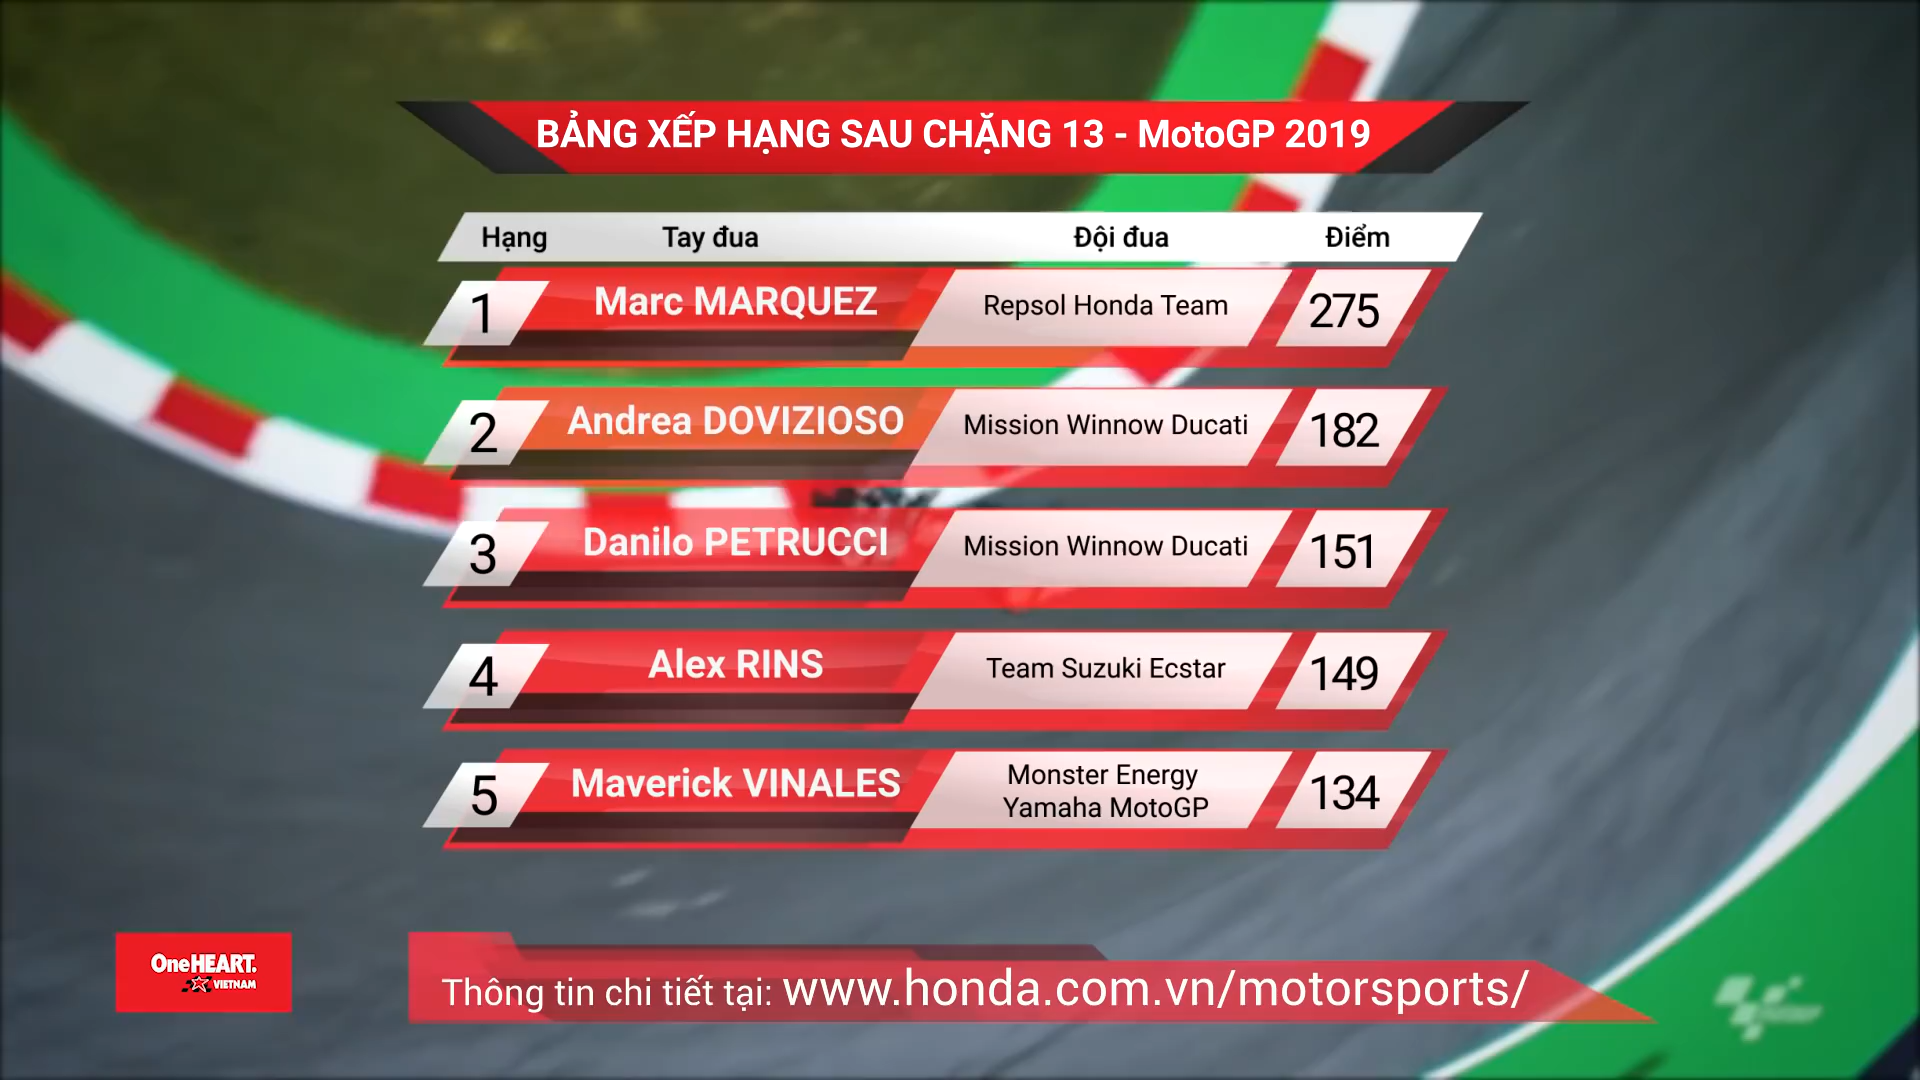 BẢNG XẾP HẠNG SAU CHẶNG 13 - MotoGP 2019
Hạng Tay đua Đội đua Điểm
1 Marc MARQUEZ Repsol Honda Team 275
2 Andrea DOVIZIOSO Mission Winnow Ducati 182
3 Danilo PETRUCCI Mission Winnow Ducati 151
4 Alex RINS Team Suzuki Ecstar 149
5 Maverick VINALES Monster Energy
Yamaha MotoGP 134
OneHEART.
VIETNAM
Thông tin chi tiết tại: www.honda.com.vn/motorsports/